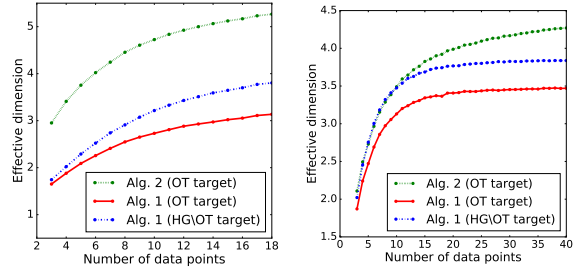 Effective dimension
5
4
3
2
1
Alg. 2 (OT target)
Alg. 1 (OT target)
Alg. 1 (HG\OT target)
2 4 6 8 10 12 14 16 18
Number of data points
Effective dimension
4.5
4.0
3.5
3.0
2.5
2.0
1.5
Alg. 2 (OT target)
Alg. 1 (OT target)
Alg. 1 (HG\OT target)
0 5 10 15 20 25 30 35 40
Number of data points